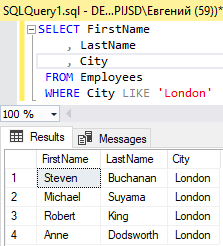 SQLQuery1.sql - DE...PIJSD\Евгений (59))*
SELECT FirstName
, LastName
, City
FROM Employees
WHERE City LIKE 'London'
100 %
Results Messages
FirstName LastName City
1 Steven Buchanan London
2 Michael Suyama London
3 Robert King London
4 Anne Dodsworth London